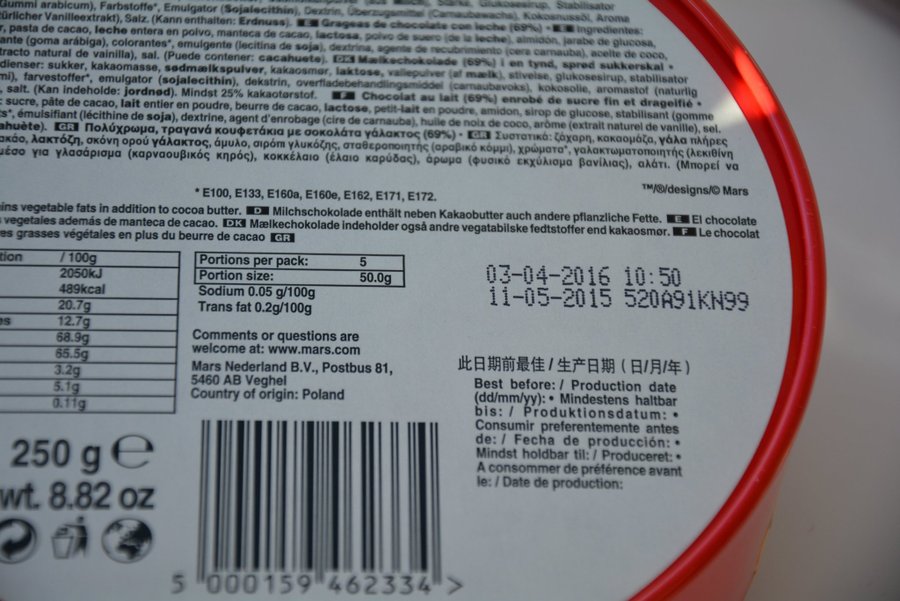 Gummi arabicum), Farbstoffe*, Emulgator (Sojalecithin), Dextrin, Überzugsmittel (Carnaubawachs), Kokosnussöl, Aroma
türlicher Vanilleextrakt), Salz. (Kann enthalten: Erdnuss). E Grageas de chocolate con leche (69%) • E Ingredientes:
r, pasta de cacao, leche entera en polvo, manteca de cacao, lactosa, polvo de suero (de la leche), almidón, jarabe de glucosa,
ante (goma arábiga), colorantes*, emulgente (lecitina de soja), dextrina, agente de recubrimiento (cera carnauba), aceite de coco,
tracto natural de vainilla), sal. (Puede contener: cacahuete). DK Mælkechokolade (69%) i en tynd, sprød sukkerskal •
dienser: sukker, kakaomasse, sødmælkspulver, kakaosmør, laktose, vallepulver (af mælk), stivelse, glukosesirup, stabilisator
mi), farvestoffer*, emulgator (sojalecithin), dekstrin, overfladebehandlingsmiddel (carnaubavoks), kokosolie, aromastof (naturlig
, salt. (Kan indeholde: jordnød). Mindst 25% kakaotørstof. F Chocolat au lait (69%) enrobé de sucre fin et dragéifié •
: sucre, pâte de cacao, lait entier en poudre, beurre de cacao, lactose, petit-lait en poudre, amidon, sirop de glucose, stabilisant (gomme
ts*, émulsifiant (lécithine de soja), dextrine, agent d'enrobage (cire de carnauba), huile de noix de coco, arôme (extrait naturel de vanille), sel.
ahuète). GR Πολύχρωμα, τραγανά κουφετάκια με σοκολάτα γάλακτος (69%) • GR Συστατικά: ζάχαρη, κακαομάζα, γάλα πλήρες
ακάο, λακτόζη, σκόνη ορού γάλακτος, άμυλο, σιρόπι γλυκόζης, σταθεροποιητής (αραβικό κόμμι), χρώματα*, γαλακτωματοποιητής (λεκιθίνη
μέσο για γλασάρισμα (καρναουβικός κηρός), κοκκέλαιο (έλαιο καρύδας), άρωμα (φυσικό εκχύλισμα βανίλιας), αλάτι. (Μπορεί να
* E100, E133, E160a, E160e, E162, E171, E172.
™/®/designs/© Mars
ins vegetable fats in addition to cocoa butter. D Milchschokolade enthält neben Kakaobutter auch andere pflanzliche Fette. E El chocolate
vegetales además de manteca de cacao. DK Mælkechokolade indeholder også andre vegetabilske fedtstoffer end kakaosmør. F Le chocolat
es grasses végétales en plus du beurre de cacao GR
tion / 100g
2050kJ
489kcal
20.7g
es 12.7g
68.9g
65.5g
3.2g
5.1g
0.11g
Portions per pack: 5
Portion size: 50.0g
Sodium 0.05 g/100g
Trans fat 0.2g/100g
Comments or questions are
welcome at: www.mars.com
Mars Nederland B.V., Postbus 81,
5460 AB Veghel
Country of origin: Poland
03-04-2016 10:50
11-05-2015 520A91KN99
此日期前最佳 / 生产日期（日/月/年）
Best before: / Production date
(dd/mm/yy): • Mindestens haltbar
bis: / Produktionsdatum: •
Consumir preferentemente antes
de: / Fecha de producción: •
Mindst holdbar til: / Produceret: •
A consommer de préférence avant
le: / Date de production:
250 g e
wt. 8.82 oz
5 000159 462334 >